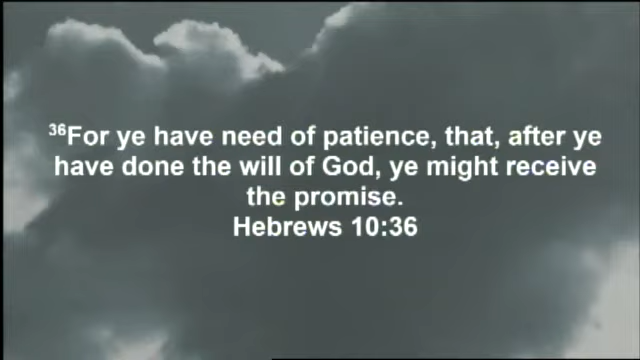 ³⁶For ye have need of patience, that, after ye
have done the will of God, ye might receive
the promise.
Hebrews 10:36